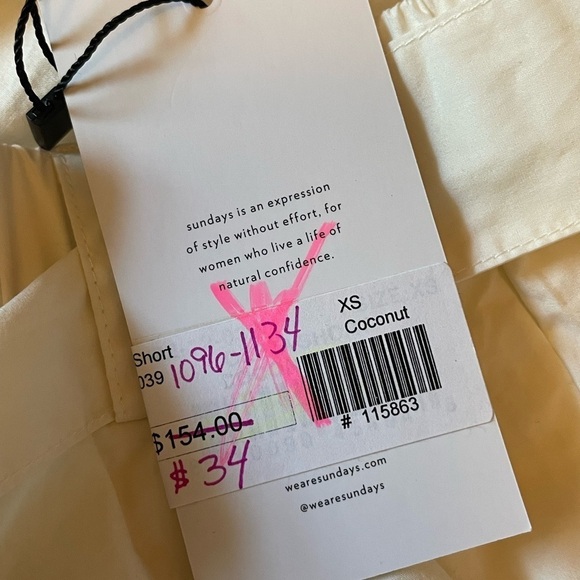 sundays is an expression
of style without effort, for
women who live a life of
natural confidence.
XS
Coconut
Short
039 1096-1134
$154.00
$34
# 115863
wearesundays.com
@wearesundays